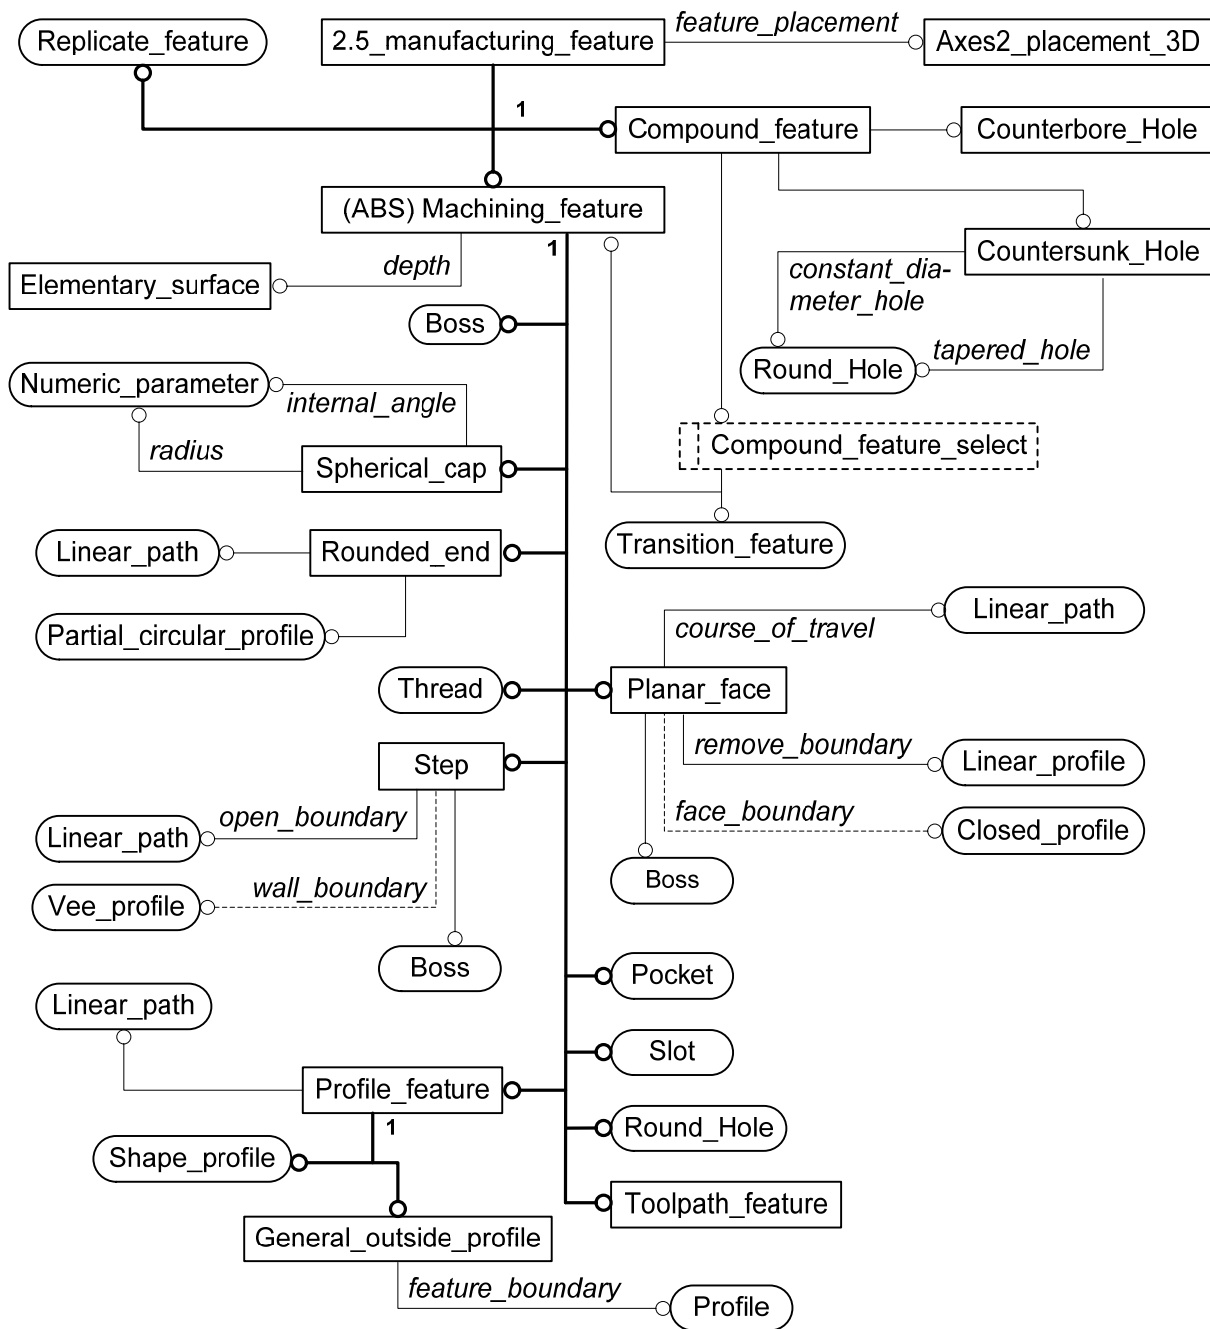 Replicate_feature
2.5_manufacturing_feature
feature_placement
Axes2_placement_3D
1
Compound_feature
Counterbore_Hole
(ABS) Machining_feature
1
Countersunk_Hole
Elementary_surface
depth
constant_dia-
meter_hole
Boss
Round_Hole
tapered_hole
Numeric_parameter
internal_angle
radius
Spherical_cap
Compound_feature_select
Linear_path
Rounded_end
Transition_feature
Partial_circular_profile
course_of_travel
Linear_path
Thread
Planar_face
Step
remove_boundary
Linear_profile
Linear_path
open_boundary
face_boundary
Closed_profile
Vee_profile
wall_boundary
Boss
Boss
Pocket
Linear_path
Slot
Profile_feature
1
Round_Hole
Shape_profile
Toolpath_feature
General_outside_profile
feature_boundary
Profile